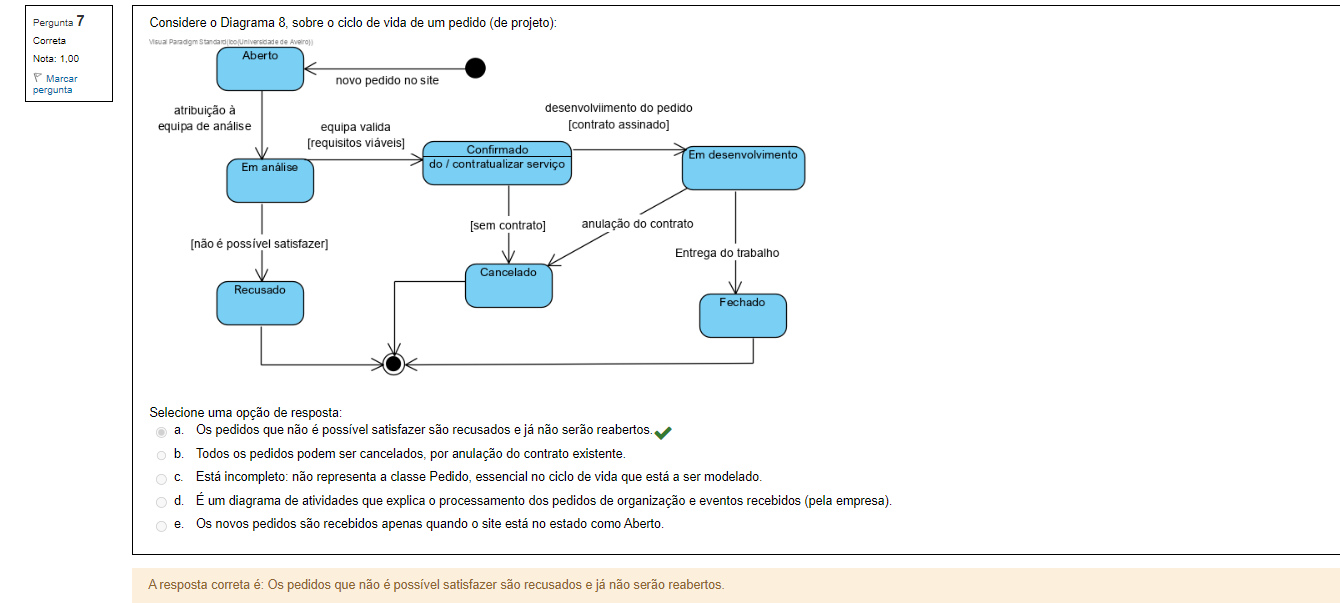 Pergunta 7
Correta
Nota: 1,00
Marcar
pergunta
Considere o Diagrama 8, sobre o ciclo de vida de um pedido (de projeto):
Visual Paradigm Standard(ico(Universidade de Aveiro))
Aberto
novo pedido no site
atribuição à
equipa de análise
equipa valida
[requisitos viáveis]
desenvolviimento do pedido
[contrato assinado]
Em análise
Confirmado
do / contratualizar serviço
Em desenvolvimento
[não é possível satisfazer]
[sem contrato]
anulação do contrato
Entrega do trabalho
Recusado
Cancelado
Fechado
Selecione uma opção de resposta:
a. Os pedidos que não é possível satisfazer são recusados e já não serão reabertos.
b. Todos os pedidos podem ser cancelados, por anulação do contrato existente.
c. Está incompleto: não representa a classe Pedido, essencial no ciclo de vida que está a ser modelado.
d. É um diagrama de atividades que explica o processamento dos pedidos de organização e eventos recebidos (pela empresa).
e. Os novos pedidos são recebidos apenas quando o site está no estado como Aberto.
A resposta correta é: Os pedidos que não é possível satisfazer são recusados e já não serão reabertos.